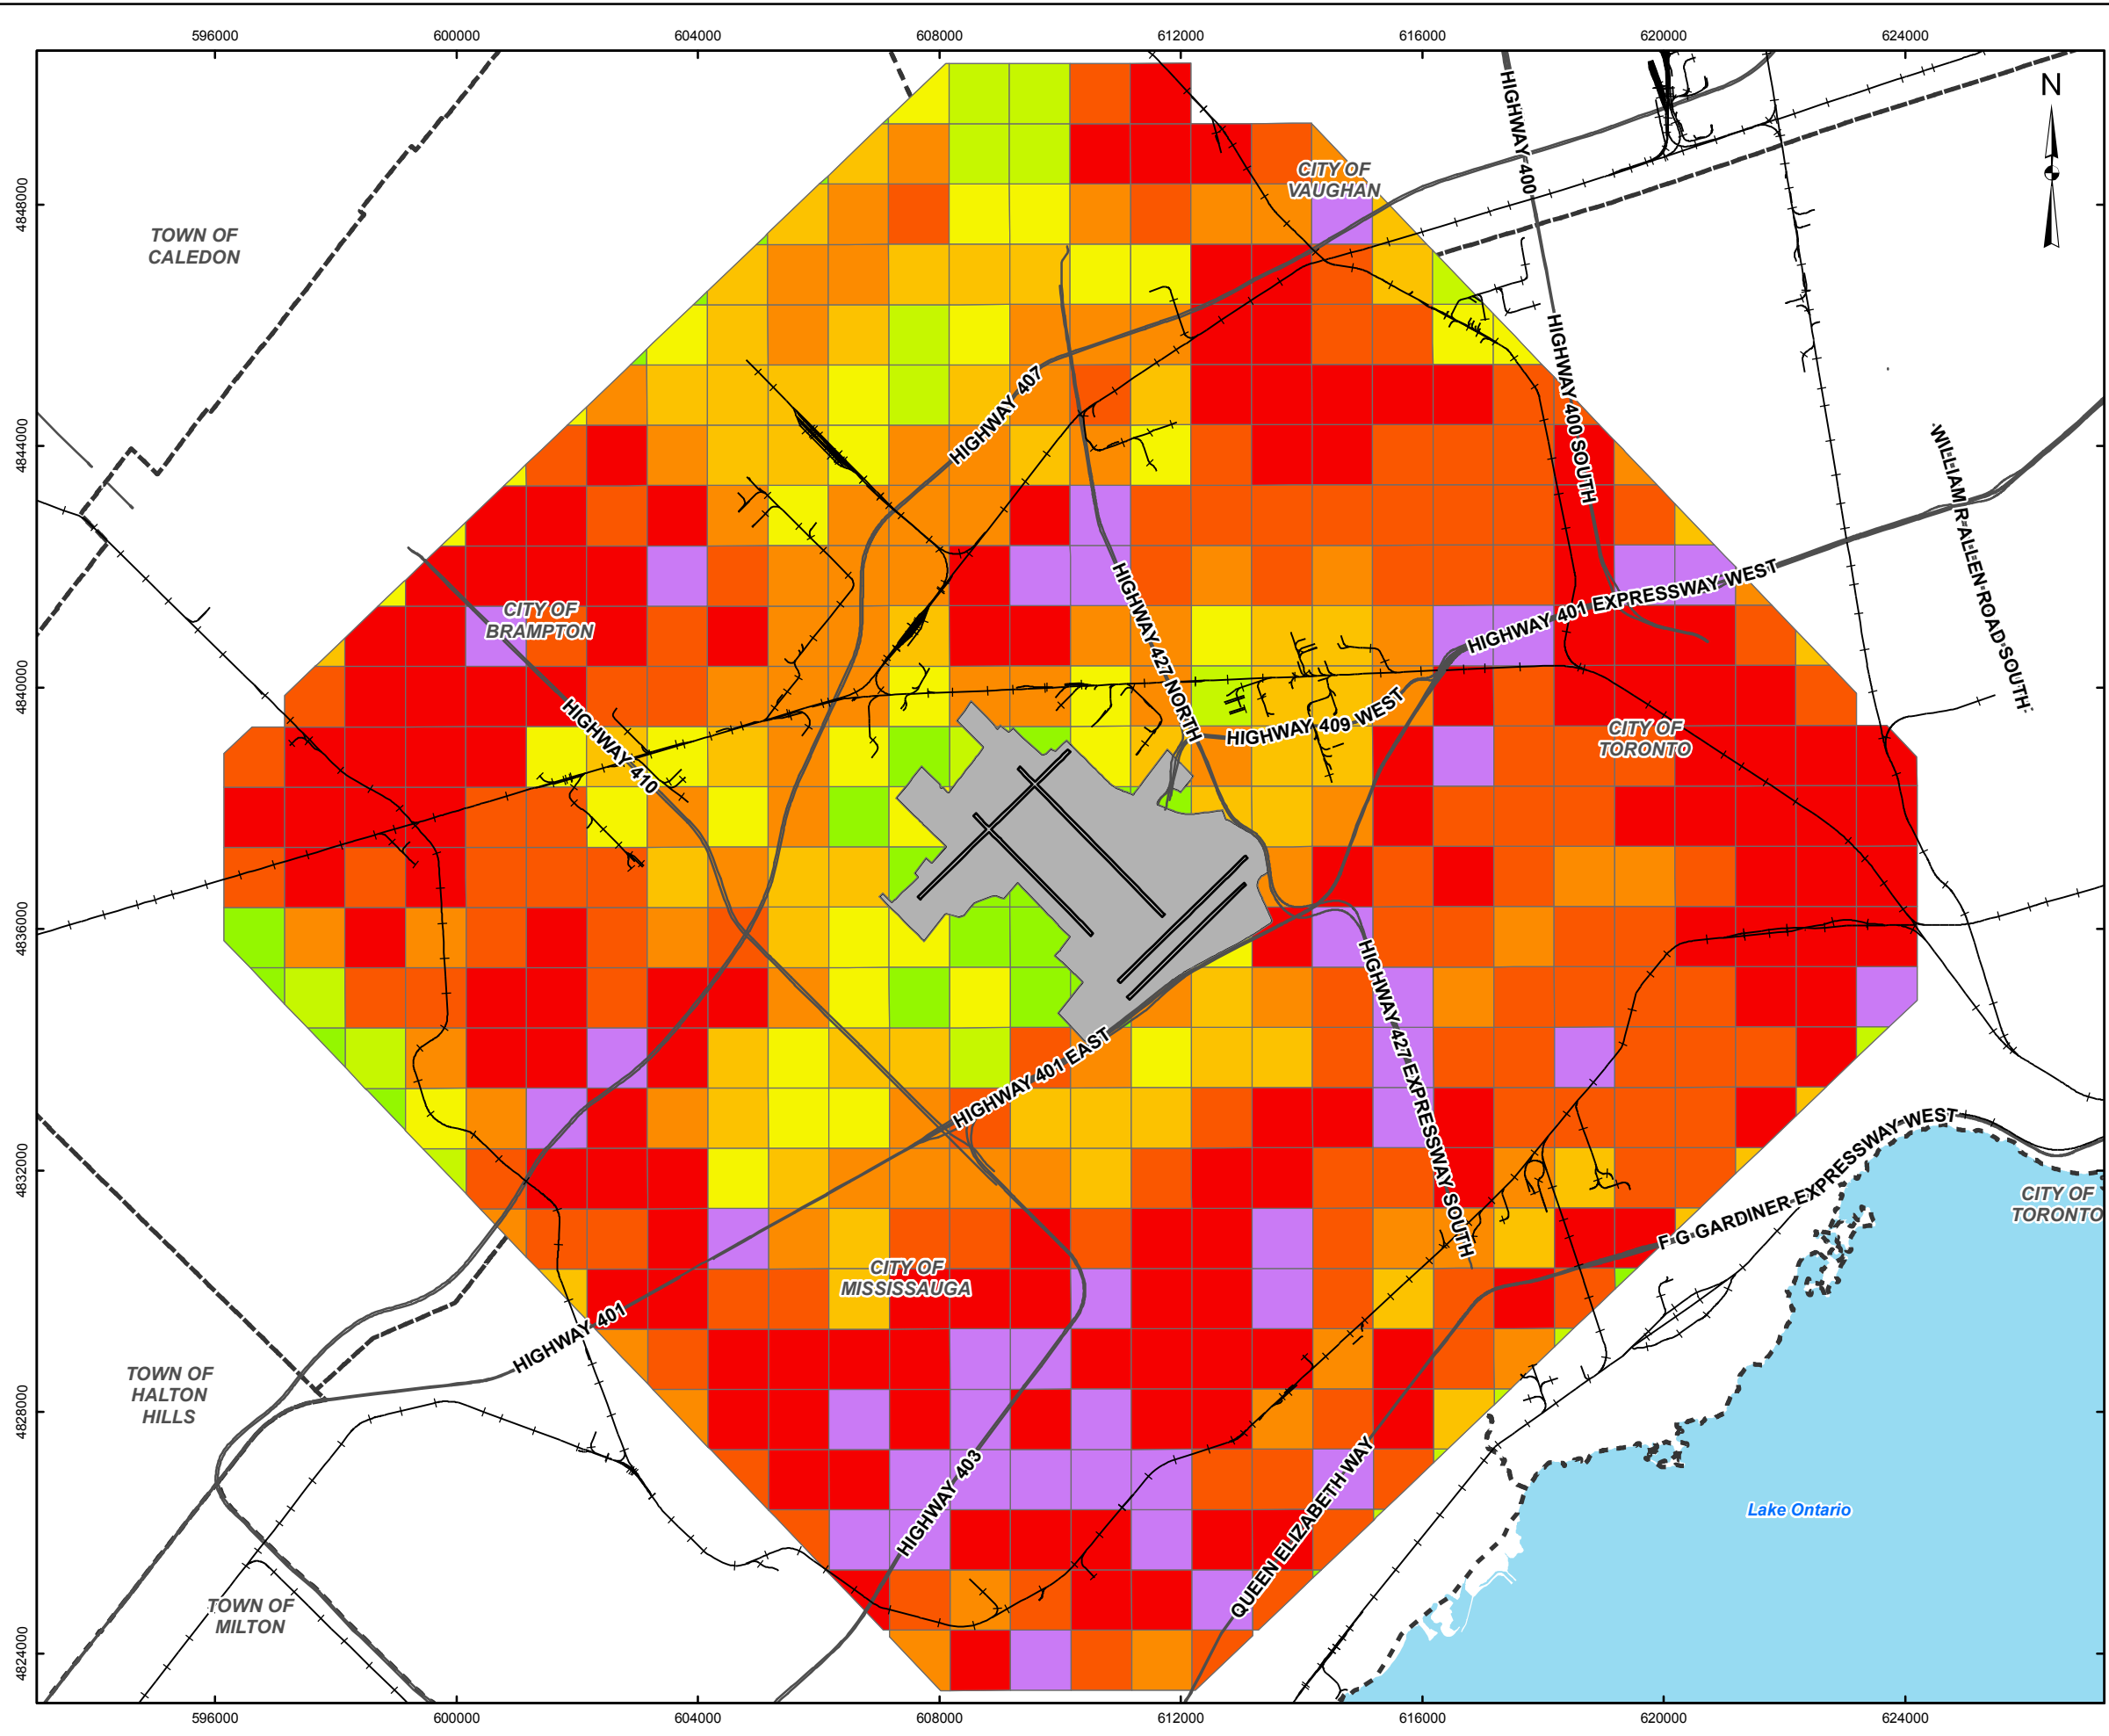 596000 600000 604000 608000 612000 616000 620000 624000
N
HIGHWAY 400
CITY OF
VAUGHAN
4848000
TOWN OF
CALEDON
HIGHWAY 400 SOUTH
HIGHWAY 407
4844000
WILLIAM R ALLEN ROAD SOUTH
HIGHWAY 427 NORTH
HIGHWAY 401 EXPRESSWAY WEST
CITY OF
BRAMPTON
4840000
HIGHWAY 410
HIGHWAY 409 WEST
CITY OF
TORONTO
4836000
HIGHWAY 427 EXPRESSWAY SOUTH
HIGHWAY 401 EAST
4832000
F G GARDINER EXPRESSWAY WEST
CITY OF
TORONTO
CITY OF
MISSISSAUGA
HIGHWAY 401
TOWN OF
HALTON
HILLS
4828000
HIGHWAY 403
QUEEN ELIZABETH WAY
Lake Ontario
TOWN OF
MILTON
4824000
596000 600000 604000 608000 612000 616000 620000 624000